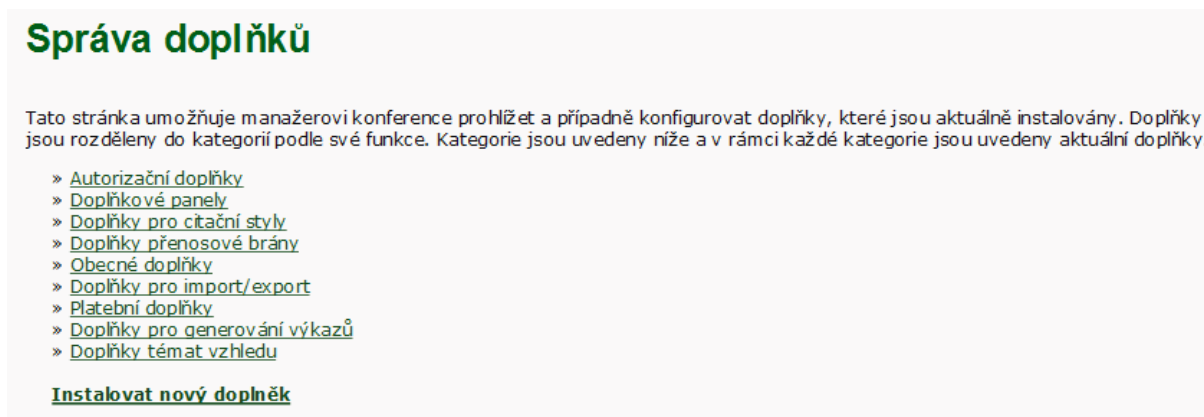 Správa doplňků
Tato stránka umožňuje manažerovi konference prohlížet a případně konfigurovat doplňky, které jsou aktuálně instalovány. Doplňky
jsou rozděleny do kategorií podle své funkce. Kategorie jsou uvedeny níže a v rámci každé kategorie jsou uvedeny aktuální doplňky
» Autorizační doplňky
» Doplňkové panely
» Doplňky pro citační styly
» Doplňky přenosové brány
» Obecné doplňky
» Doplňky pro import/export
» Platební doplňky
» Doplňky pro generování výkazů
» Doplňky témat vzhledu
Instalovat nový doplněk